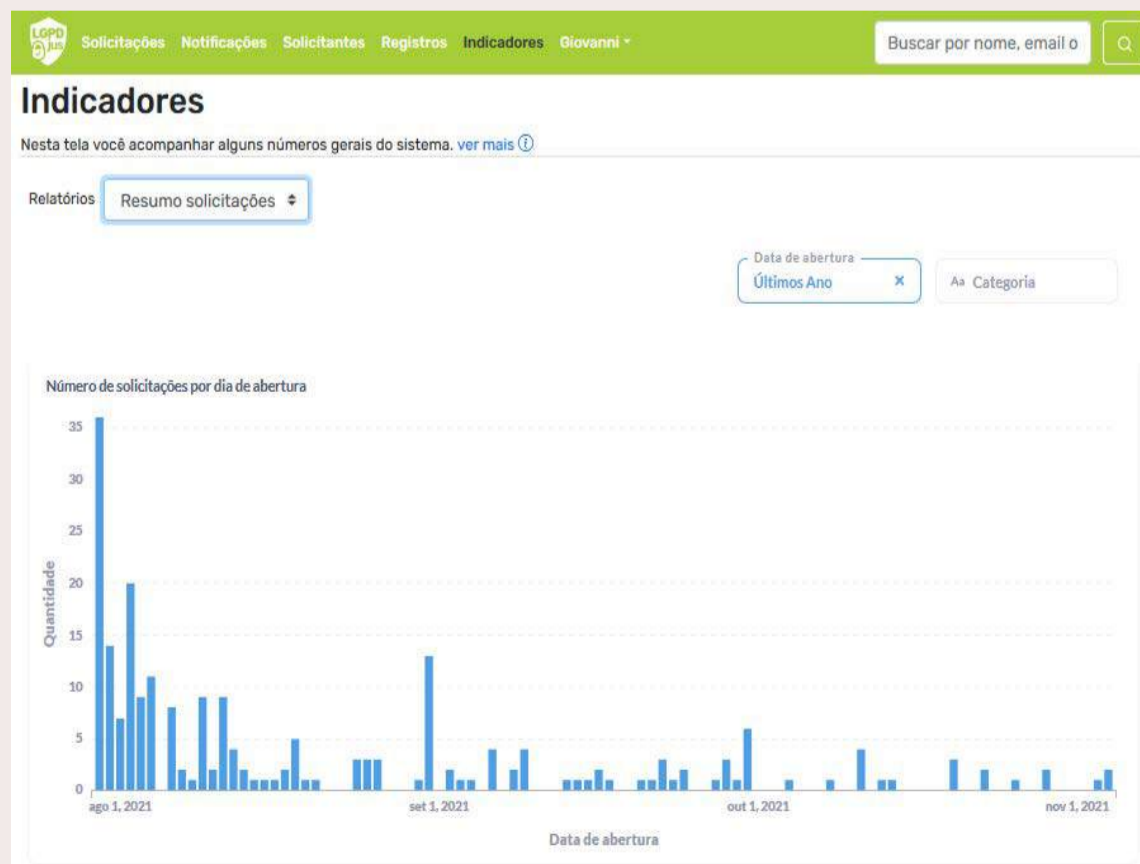 LGPD
Jus
Solicitações Notificações Solicitantes Registros Indicadores Giovanni
Buscar por nome, email o
Indicadores
Nesta tela você acompanhar alguns números gerais do sistema. ver mais
Relatórios Resumo solicitações
Data de abertura
Últimos Ano × Aa Categoria
Número de solicitações por dia de abertura
35
30
25
20
15
10
5
0
Quantidade
ago 1, 2021 set 1, 2021 out 1, 2021 nov 1, 2021
Data de abertura